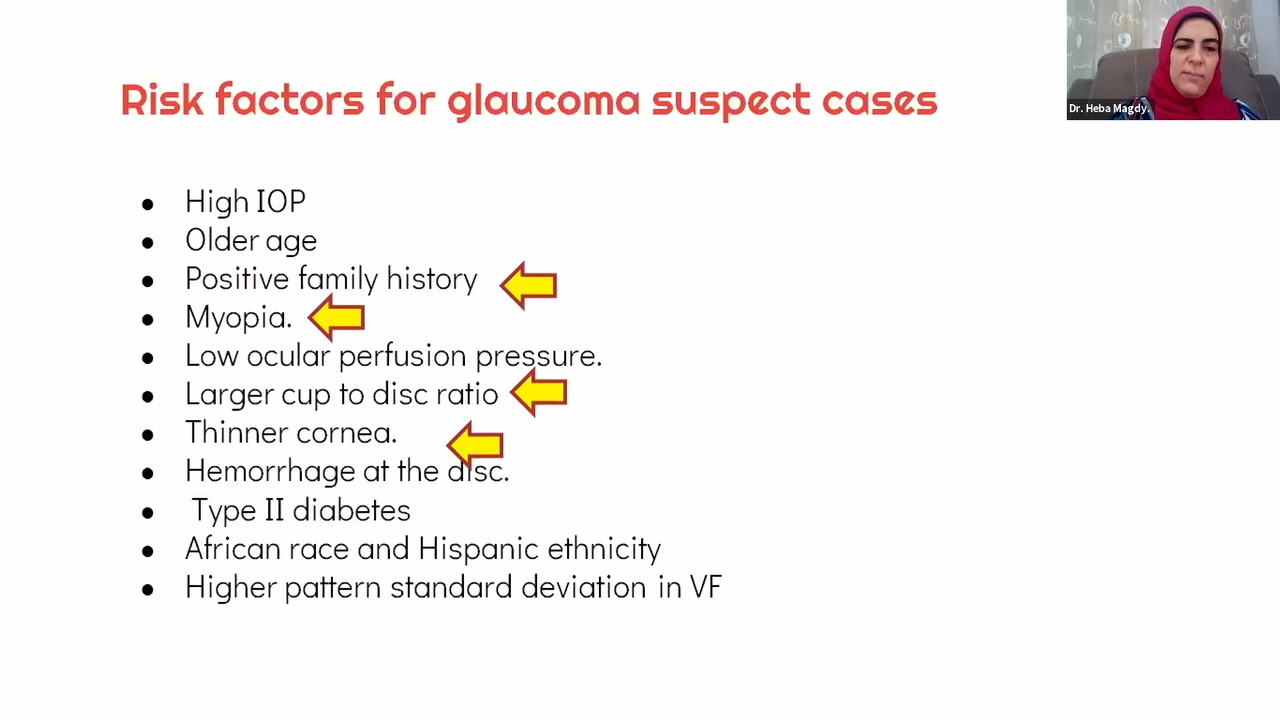 Risk factors for glaucoma suspect cases
Dr. Heba Magdy.
● High IOP
● Older age
● Positive family history
● Myopia.
● Low ocular perfusion pressure.
● Larger cup to disc ratio
● Thinner cornea.
● Hemorrhage at the disc.
● Type II diabetes
● African race and Hispanic ethnicity
● Higher pattern standard deviation in VF